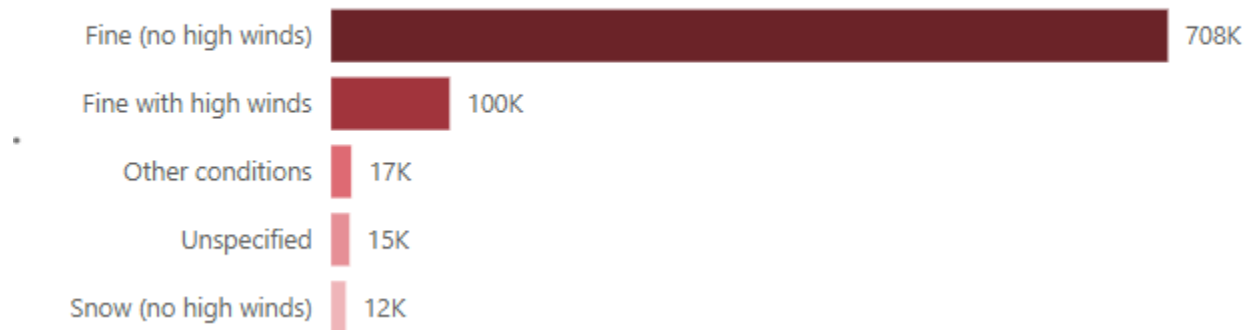 Fine (no high winds) 708K
Fine with high winds 100K
Other conditions 17K
Unspecified 15K
Snow (no high winds) 12K